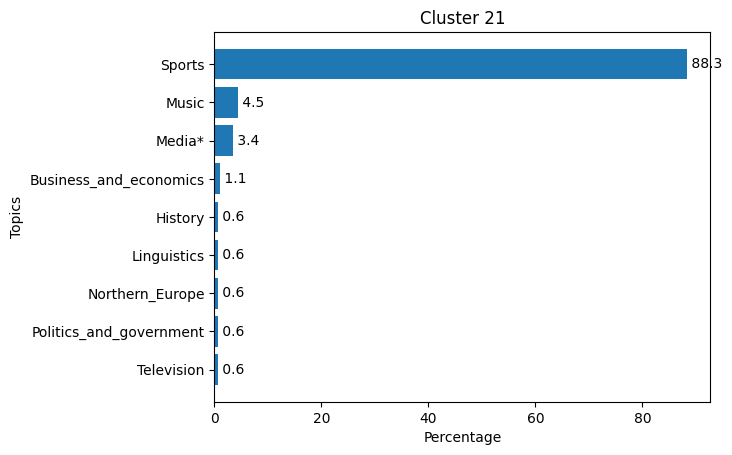 Cluster 21
Topics
Sports 88.3
Music 4.5
Media* 3.4
Business_and_economics 1.1
History 0.6
Linguistics 0.6
Northern_Europe 0.6
Politics_and_government 0.6
Television 0.6
0 20 40 60 80
Percentage